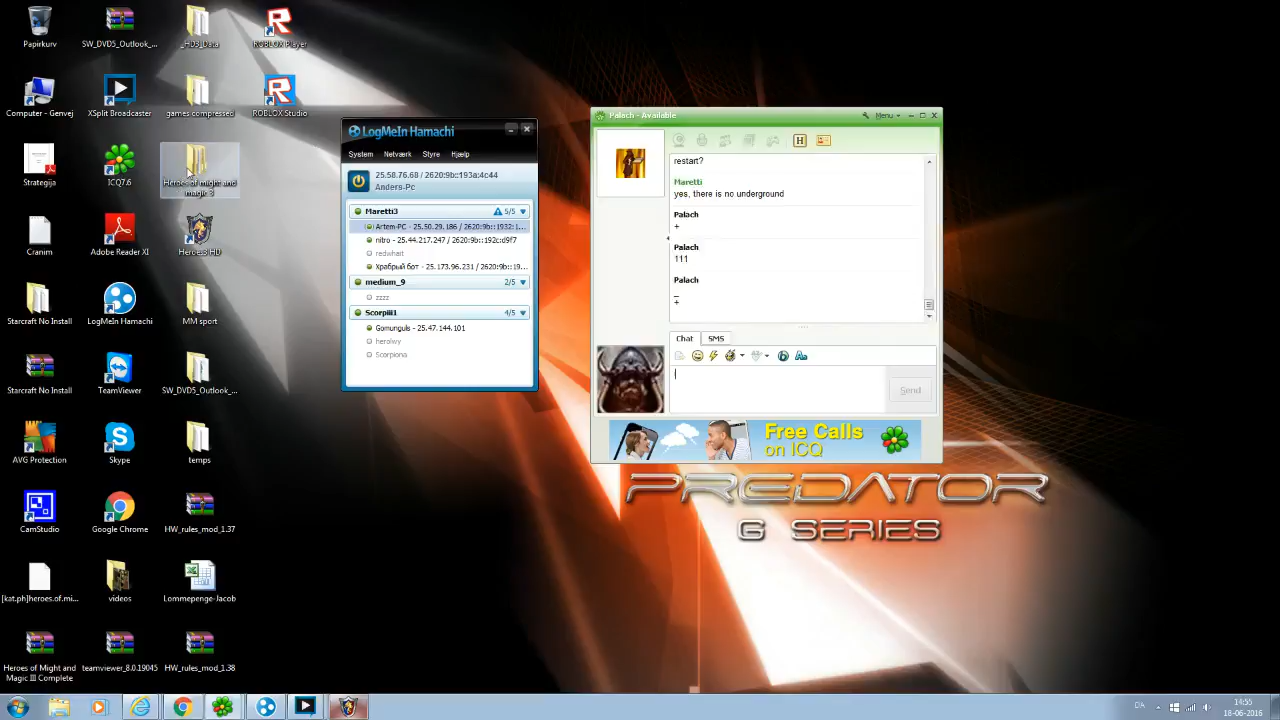 Papirkurv
SW_DVD5_Outlook_...
_HD3_Data
ROBLOX Player
Computer - Genvej
XSplit Broadcaster
games compressed
ROBLOX Studio
Strategija
ICQ7.6
Heroes of might and
magic 3
Cranim
Adobe Reader XI
Heroes3 HD
Starcraft No Install
LogMeIn Hamachi
MM sport
Starcraft No Install
TeamViewer
SW_DVD5_Outlook_...
AVG Protection
Skype
temps
CamStudio
Google Chrome
HW_rules_mod_1.37
[kat.ph]heroes.of.mi...
videos
Lommepenge-Jacob
Heroes of Might and
Magic III Complete
teamviewer_8.0.19045
HW_rules_mod_1.38
LogMeIn Hamachi
System Netværk Styre Hjælp
25.58.76.68 / 2620:9b::193a:4c44
Anders-Pc
Maretti3 5/5
Artem-PC - 25.50.29.186 / 2620:9b::1932:1...
nitro - 25.44.217.247 / 2620:9b::192c:d9f7
redwhait
Храбрый бот - 25.173.96.231 / 2620:9b::19...
medium_9 2/5
zzzz
Scorpiii1 4/5
Gomunguls - 25.47.144.101
herolwy
Scorpiona
Palach - Available
Menu
H
restart?
Maretti
yes, there is no underground
Palach
+
Palach
111
Palach
_
+
Chat SMS
Send
Free Calls
on ICQ
PREDATOR
G SERIES
DA
14:55
18-06-2016